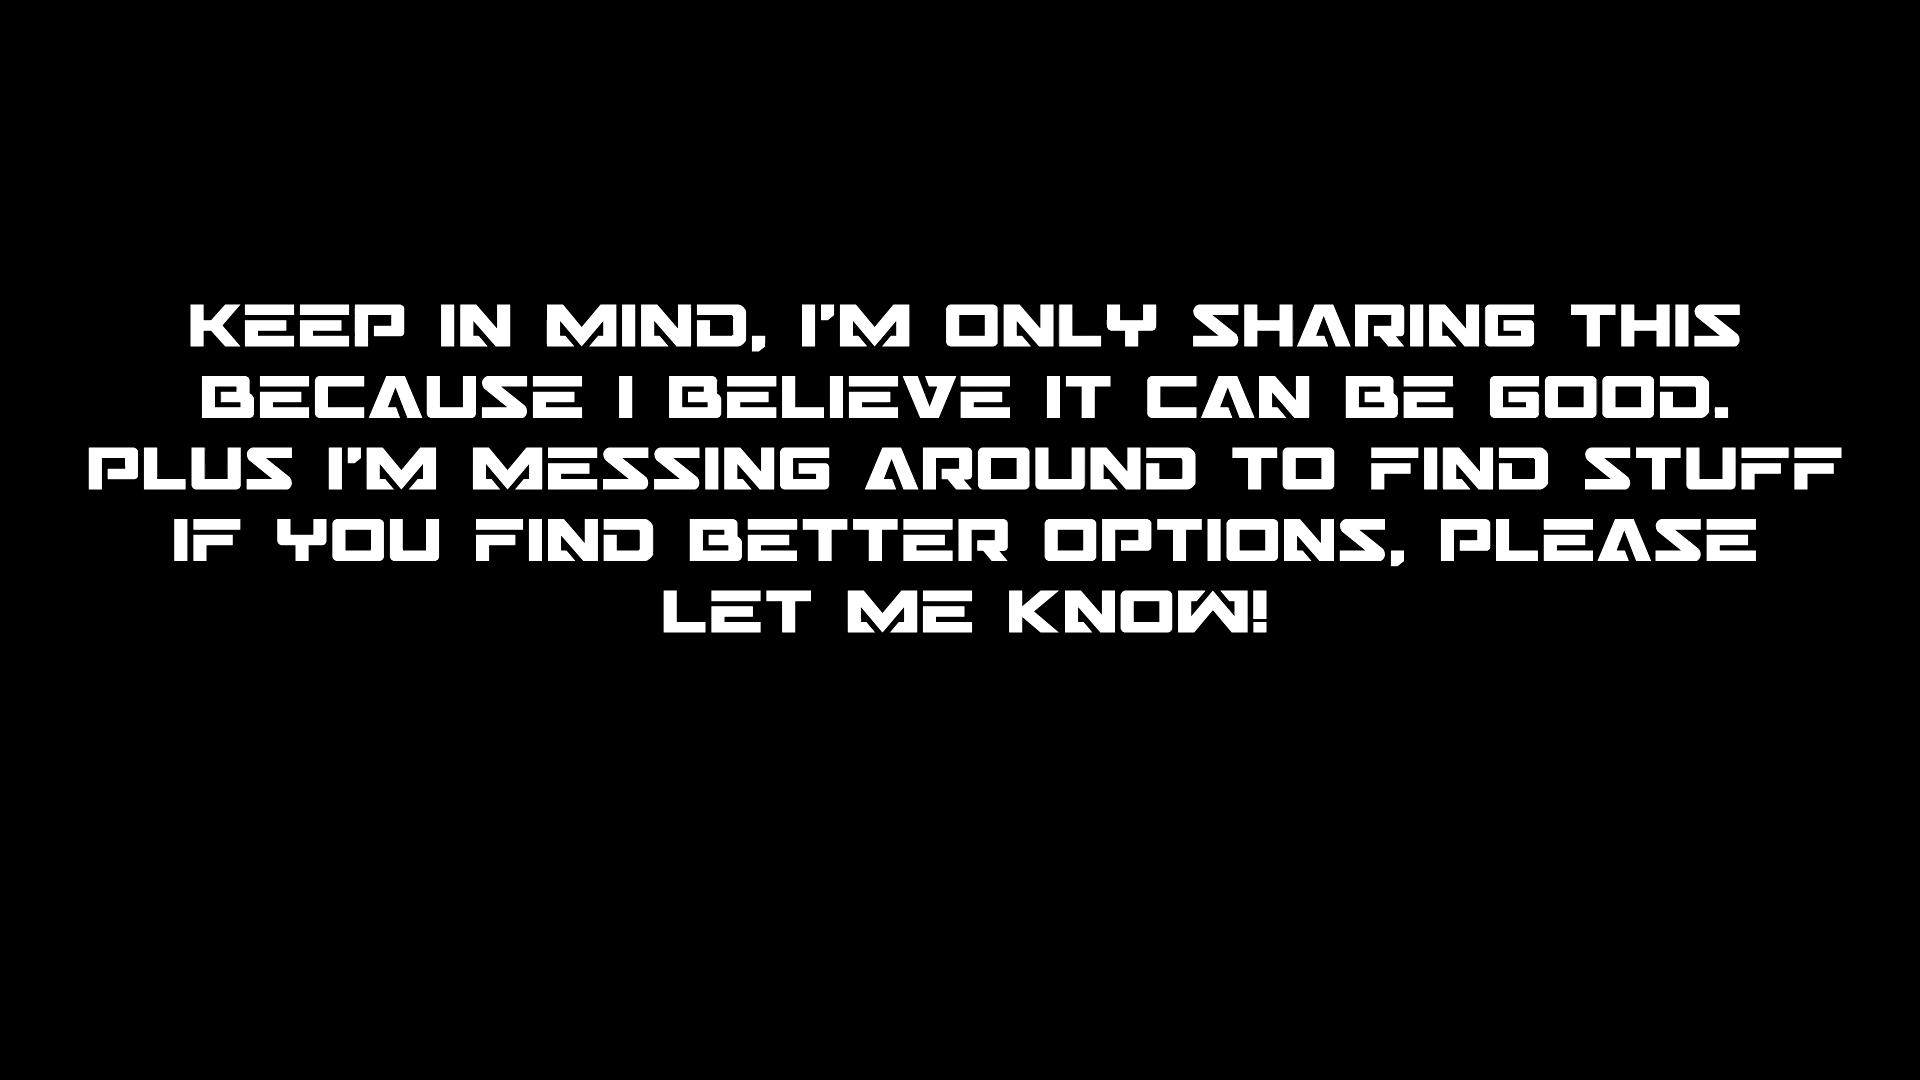 KEEP IN MIND, I'M ONLY SHARING THIS
BECAUSE I BELIEVE IT CAN BE GOOD.
PLUS I'M MESSING AROUND TO FIND STUFF
IF YOU FIND BETTER OPTIONS, PLEASE
LET ME KNOW!